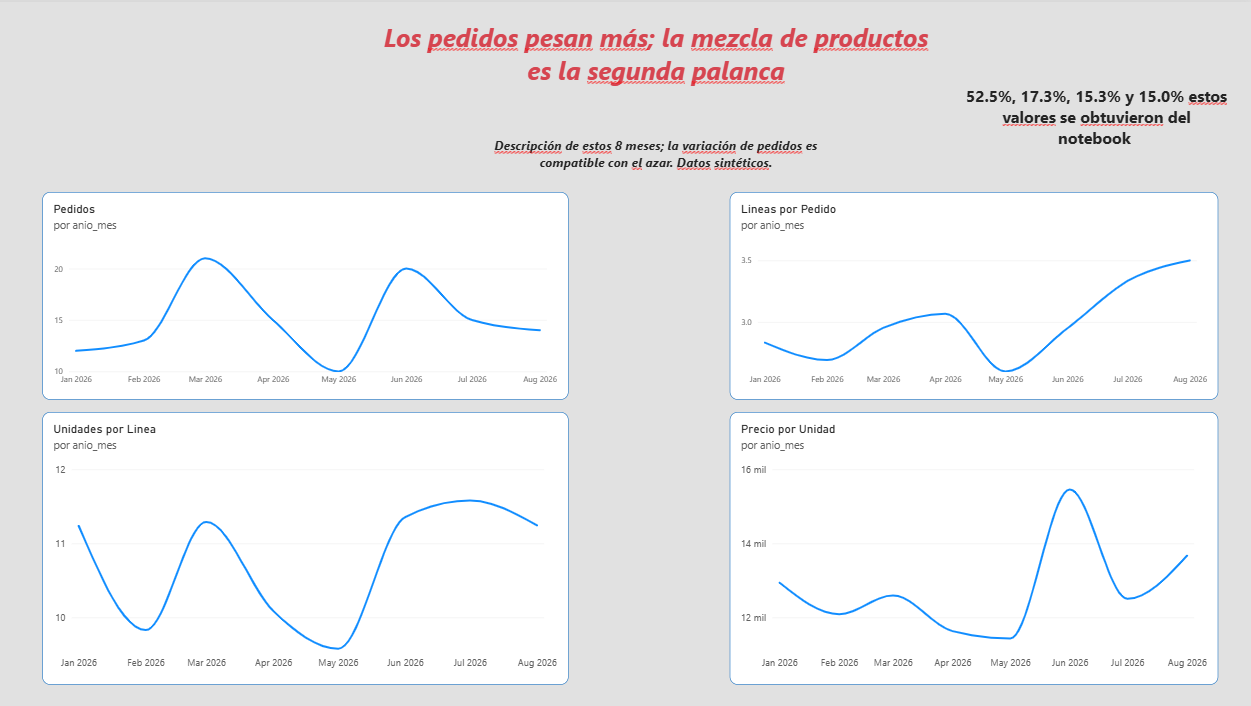 Los pedidos pesan más; la mezcla de productos
es la segunda palanca
52.5%, 17.3%, 15.3% y 15.0% estos
valores se obtuvieron del
notebook
Descripción de estos 8 meses; la variación de pedidos es
compatible con el azar. Datos sintéticos.
Pedidos
por anio_mes
20
15
10
Jan 2026 Feb 2026 Mar 2026 Apr 2026 May 2026 Jun 2026 Jul 2026 Aug 2026
Lineas por Pedido
por anio_mes
3.5
3.0
Jan 2026 Feb 2026 Mar 2026 Apr 2026 May 2026 Jun 2026 Jul 2026 Aug 2026
Unidades por Linea
por anio_mes
12
11
10
Jan 2026 Feb 2026 Mar 2026 Apr 2026 May 2026 Jun 2026 Jul 2026 Aug 2026
Precio por Unidad
por anio_mes
16 mil
14 mil
12 mil
Jan 2026 Feb 2026 Mar 2026 Apr 2026 May 2026 Jun 2026 Jul 2026 Aug 2026